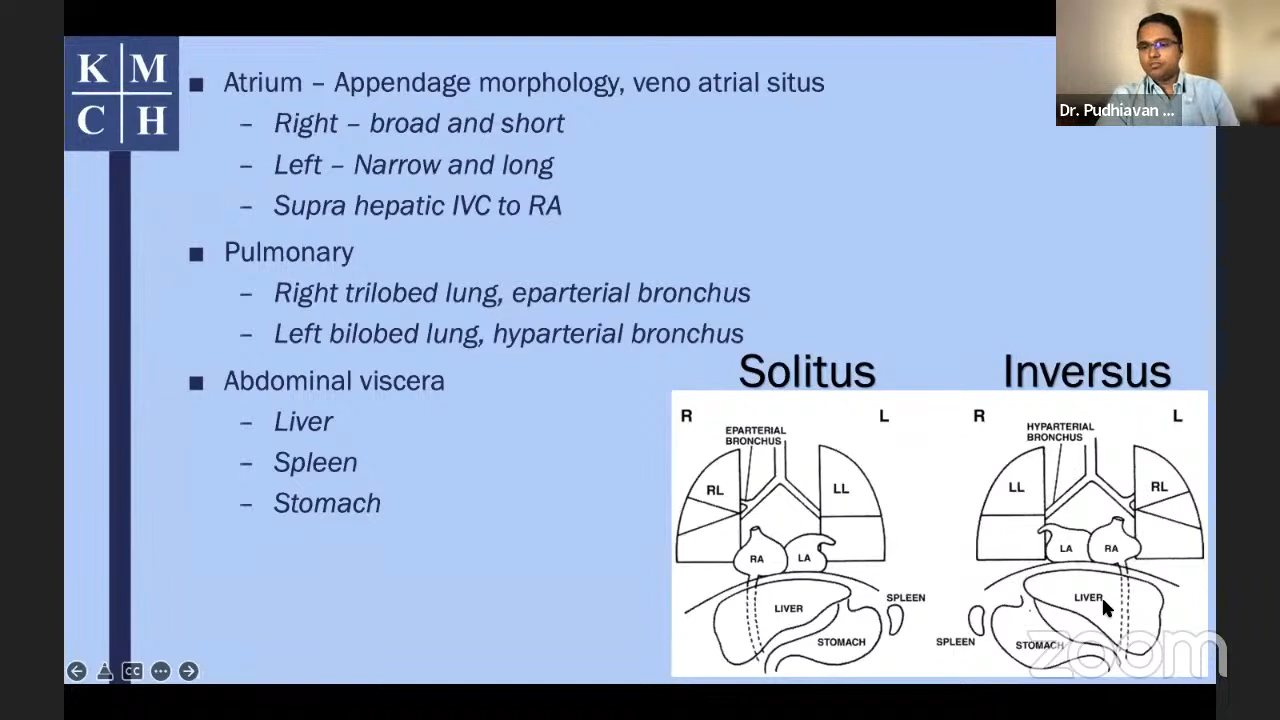 K M
C H
■ Atrium – Appendage morphology, veno atrial situs
– Right – broad and short
– Left – Narrow and long
– Supra hepatic IVC to RA
■ Pulmonary
– Right trilobed lung, eparterial bronchus
– Left bilobed lung, hyparterial bronchus
■ Abdominal viscera
– Liver
– Spleen
– Stomach
Dr. Pudhiavan ...
Solitus
R L
EPARTERIAL
BRONCHUS
RL LL
RA LA
LIVER
SPLEEN
STOMACH
Inversus
R L
HYPARTERIAL
BRONCHUS
LL RL
LA RA
LIVER
SPLEEN
STOMACH
CC
zoom